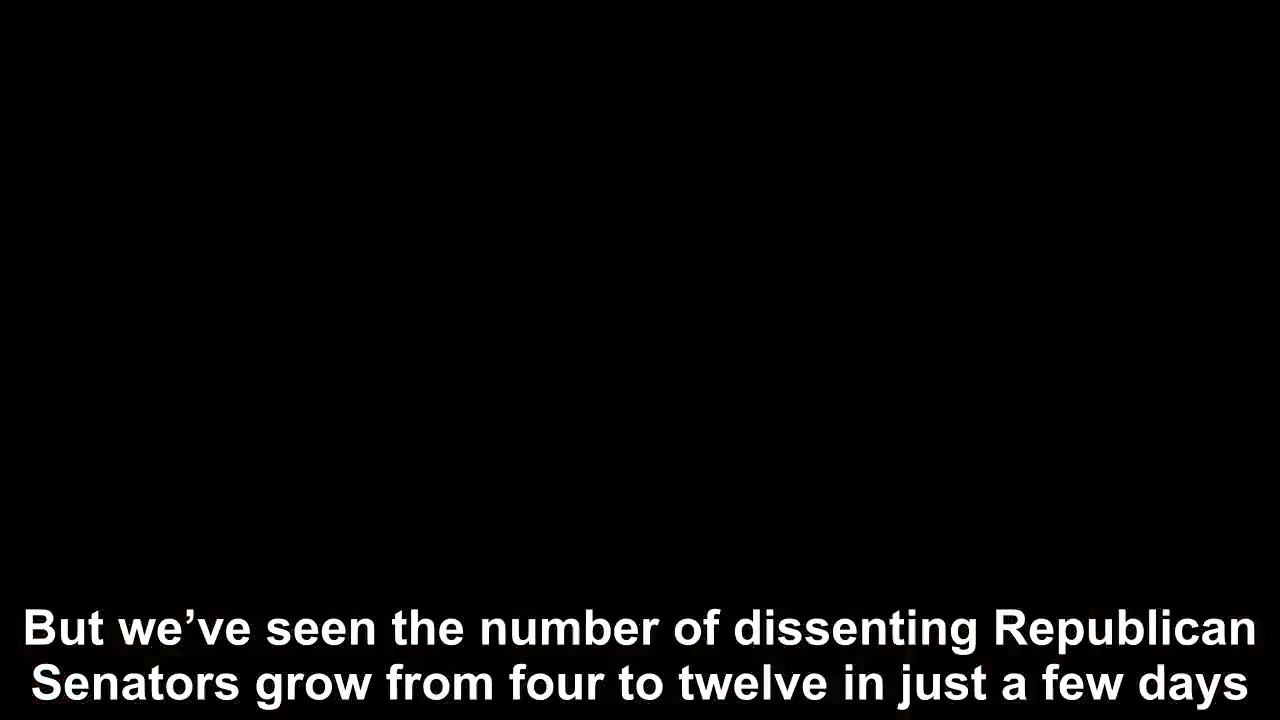 But we’ve seen the number of dissenting Republican
Senators grow from four to twelve in just a few days